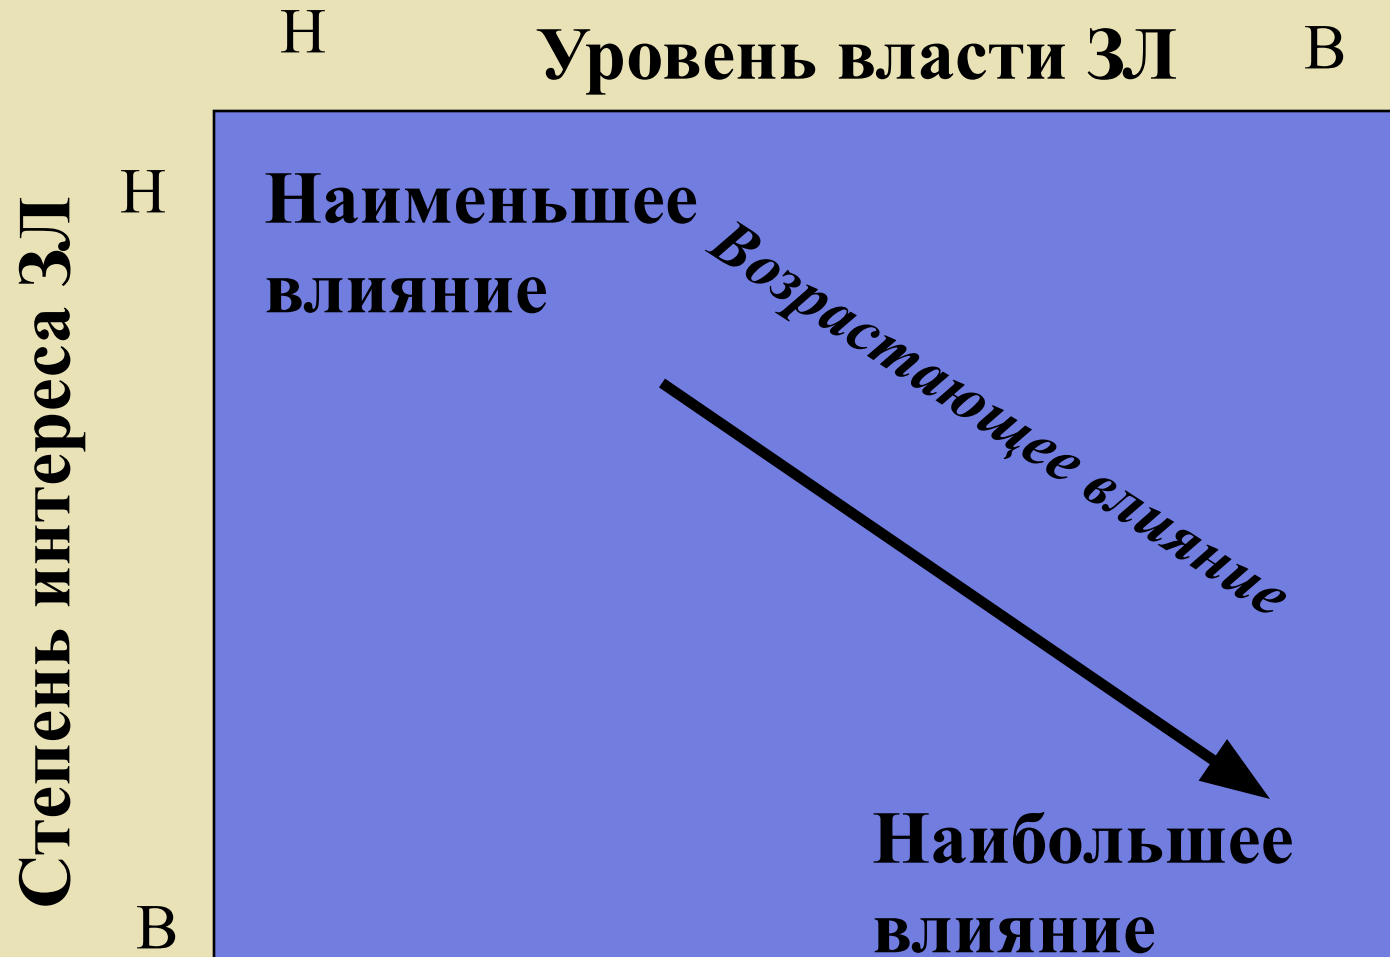 Н
Уровень власти ЗЛ
В
Степень интереса ЗЛ
Н
В
Наименьшее
влияние
Возрастающее влияние
Наибольшее
влияние